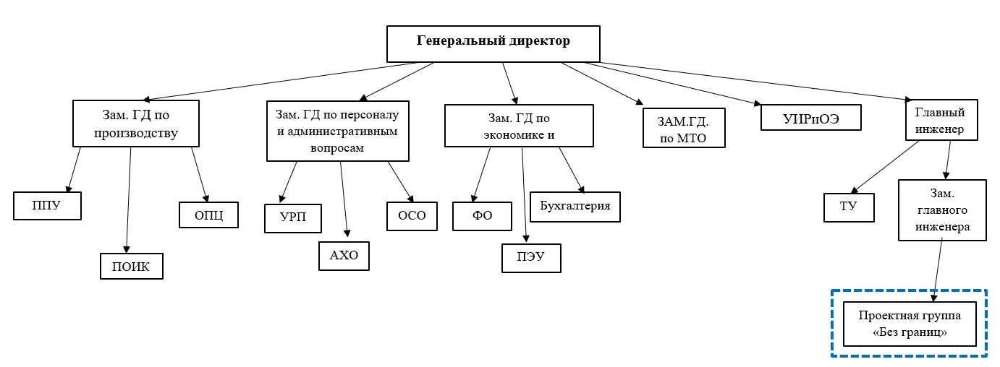 Генеральный директор
Зам. ГД по
производству
Зам. ГД по персоналу
и административным
вопросам
Зам. ГД по
экономике и
ЗАМ.ГД.
по МТО
УИРиОЭ
Главный
инженер
ППУ
ПОИК
ОПЦ
УРП
АХО
ОСО
ФО
ПЭУ
Бухгалтерия
ТУ
Зам.
главного
инженера
Проектная группа
«Без границ»